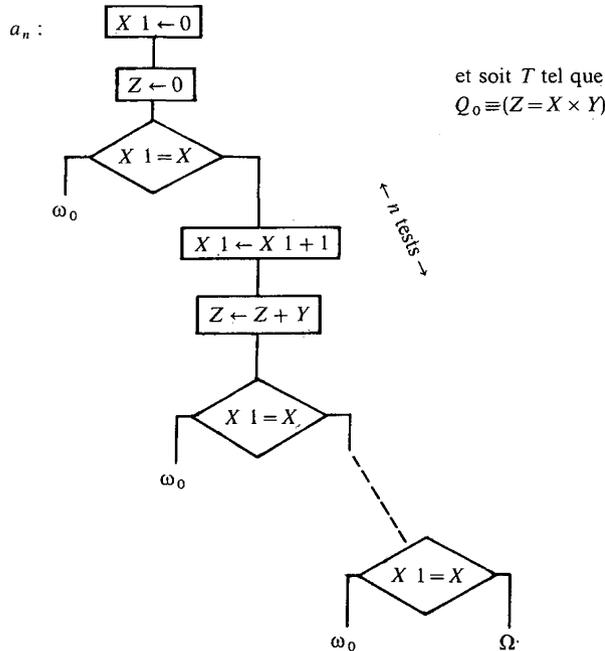 a_n :
X 1 ← 0
Z ← 0
et soit T tel que
Q_0 ≡ (Z = X × Y)
X 1 = X
ω_0
← n tests →
X 1 ← X 1 + 1
Z ← Z + Y
X 1 = X
ω_0
X 1 = X
ω_0
Ω